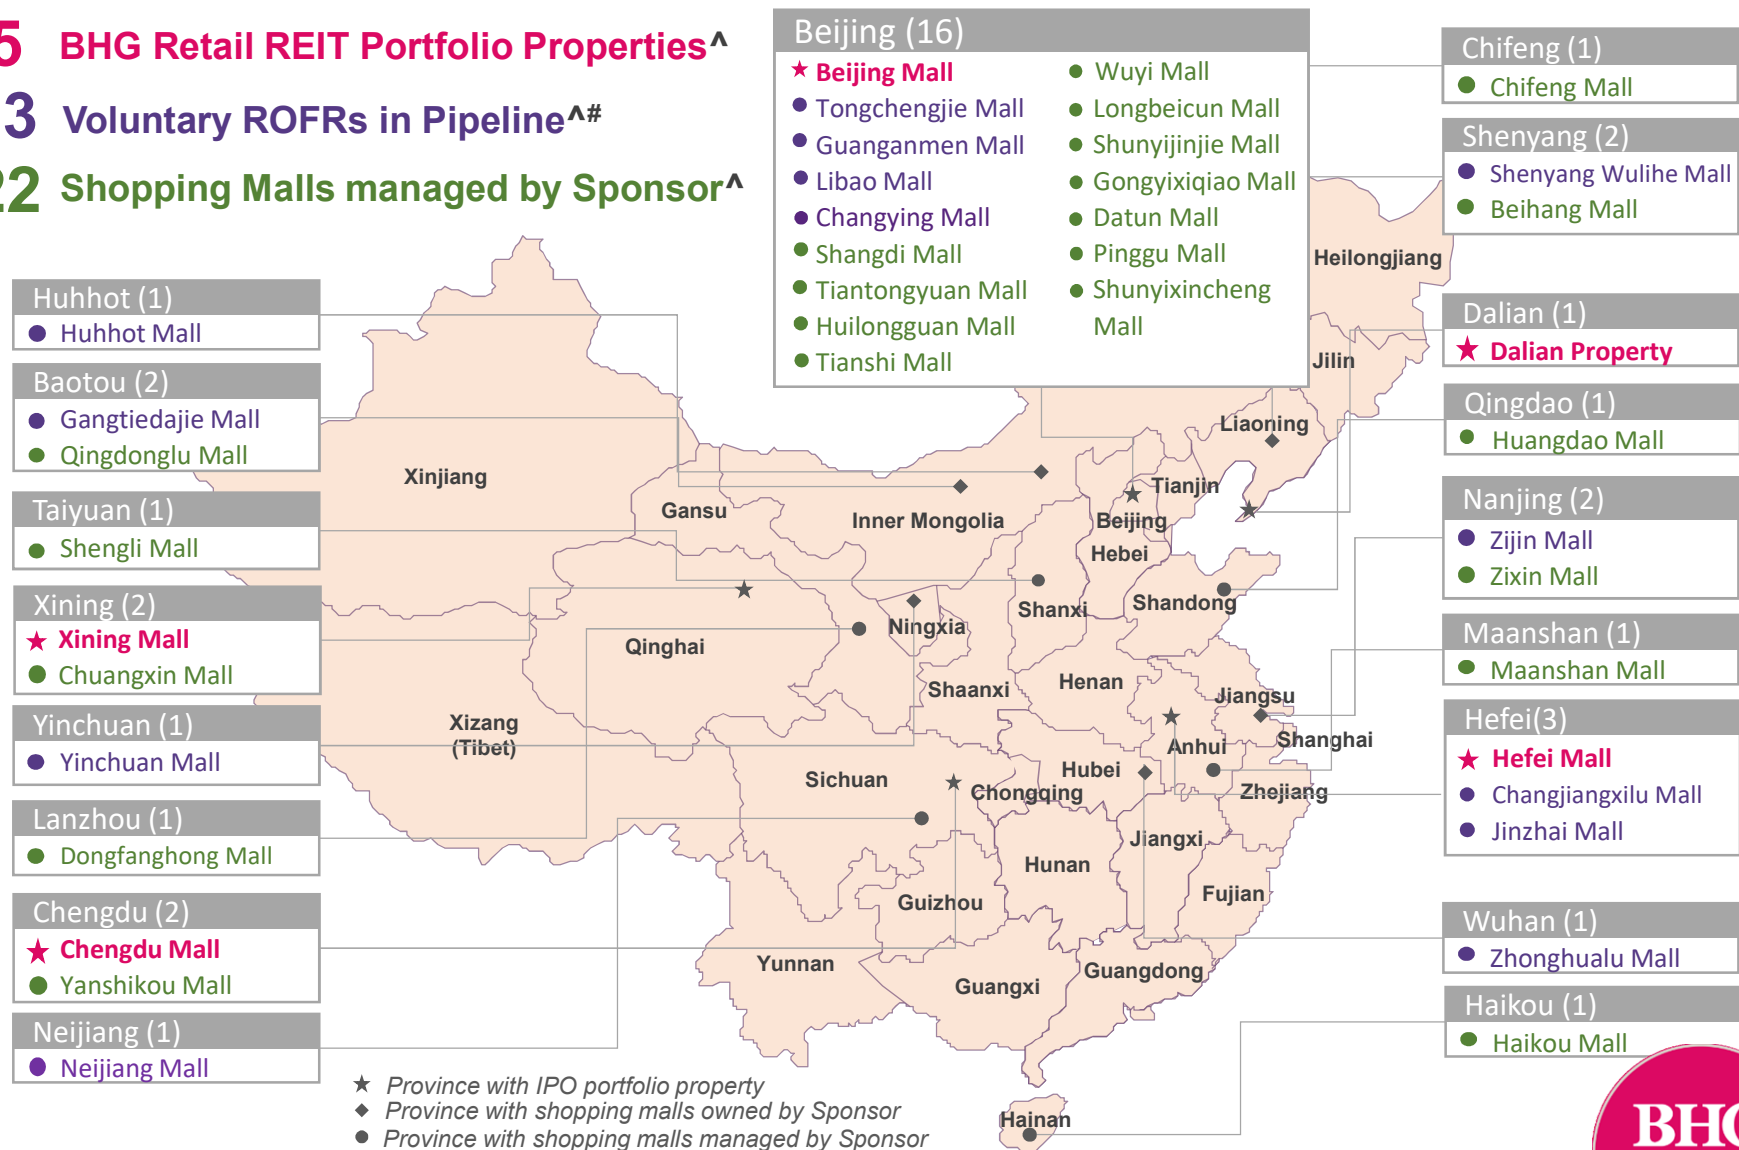 5 BHG Retail REIT Portfolio Properties^
3 Voluntary ROFRs in Pipeline^#
22 Shopping Malls managed by Sponsor^
Beijing (16)
Beijing Mall
Tongchengjie Mall
Guanganmen Mall
Libao Mall
Changying Mall
Shangdi Mall
Tiantongyuan Mall
Huilongguan Mall
Tianshi Mall
Wuyi Mall
Longbeicun Mall
Shunyijinjie Mall
Gongyixiqiao Mall
Datun Mall
Pinggu Mall
Shunyixincheng
Mall
Huhhot (1)
Huhhot Mall
Baotou (2)
Gangtiedajie Mall
Qingdonglu Mall
Taiyuan (1)
Shengli Mall
Xining (2)
Xining Mall
Chuangxin Mall
Yinchuan (1)
Yinchuan Mall
Lanzhou (1)
Dongfanghong Mall
Chengdu (2)
Chengdu Mall
Yanshikou Mall
Neijiang (1)
Neijiang Mall
Chifeng (1)
Chifeng Mall
Shenyang (2)
Shenyang Wulihe Mall
Beihang Mall
Dalian (1)
Dalian Property
Qingdao (1)
Huangdao Mall
Nanjing (2)
Zijin Mall
Zixin Mall
Maanshan (1)
Maanshan Mall
Hefei(3)
Hefei Mall
Changjiangxilu Mall
Jinzhai Mall
Wuhan (1)
Zhonghualu Mall
Haikou (1)
Haikou Mall
Heilongjiang
Jilin
Liaoning
Xinjiang
Gansu
Inner Mongolia
Tianjin
Beijing
Hebei
Shanxi
Shandong
Ningxia
Qinghai
Shaanxi
Henan
Jiangsu
Xizang
(Tibet)
Shanghai
Anhui
Hubei
Sichuan
Chongqing
Zhejiang
Jiangxi
Hunan
Fujian
Guizhou
Yunnan
Guangxi
Guangdong
Hainan
Province with IPO portfolio property
Province with shopping malls owned by Sponsor
Province with shopping malls managed by Sponsor
BHG